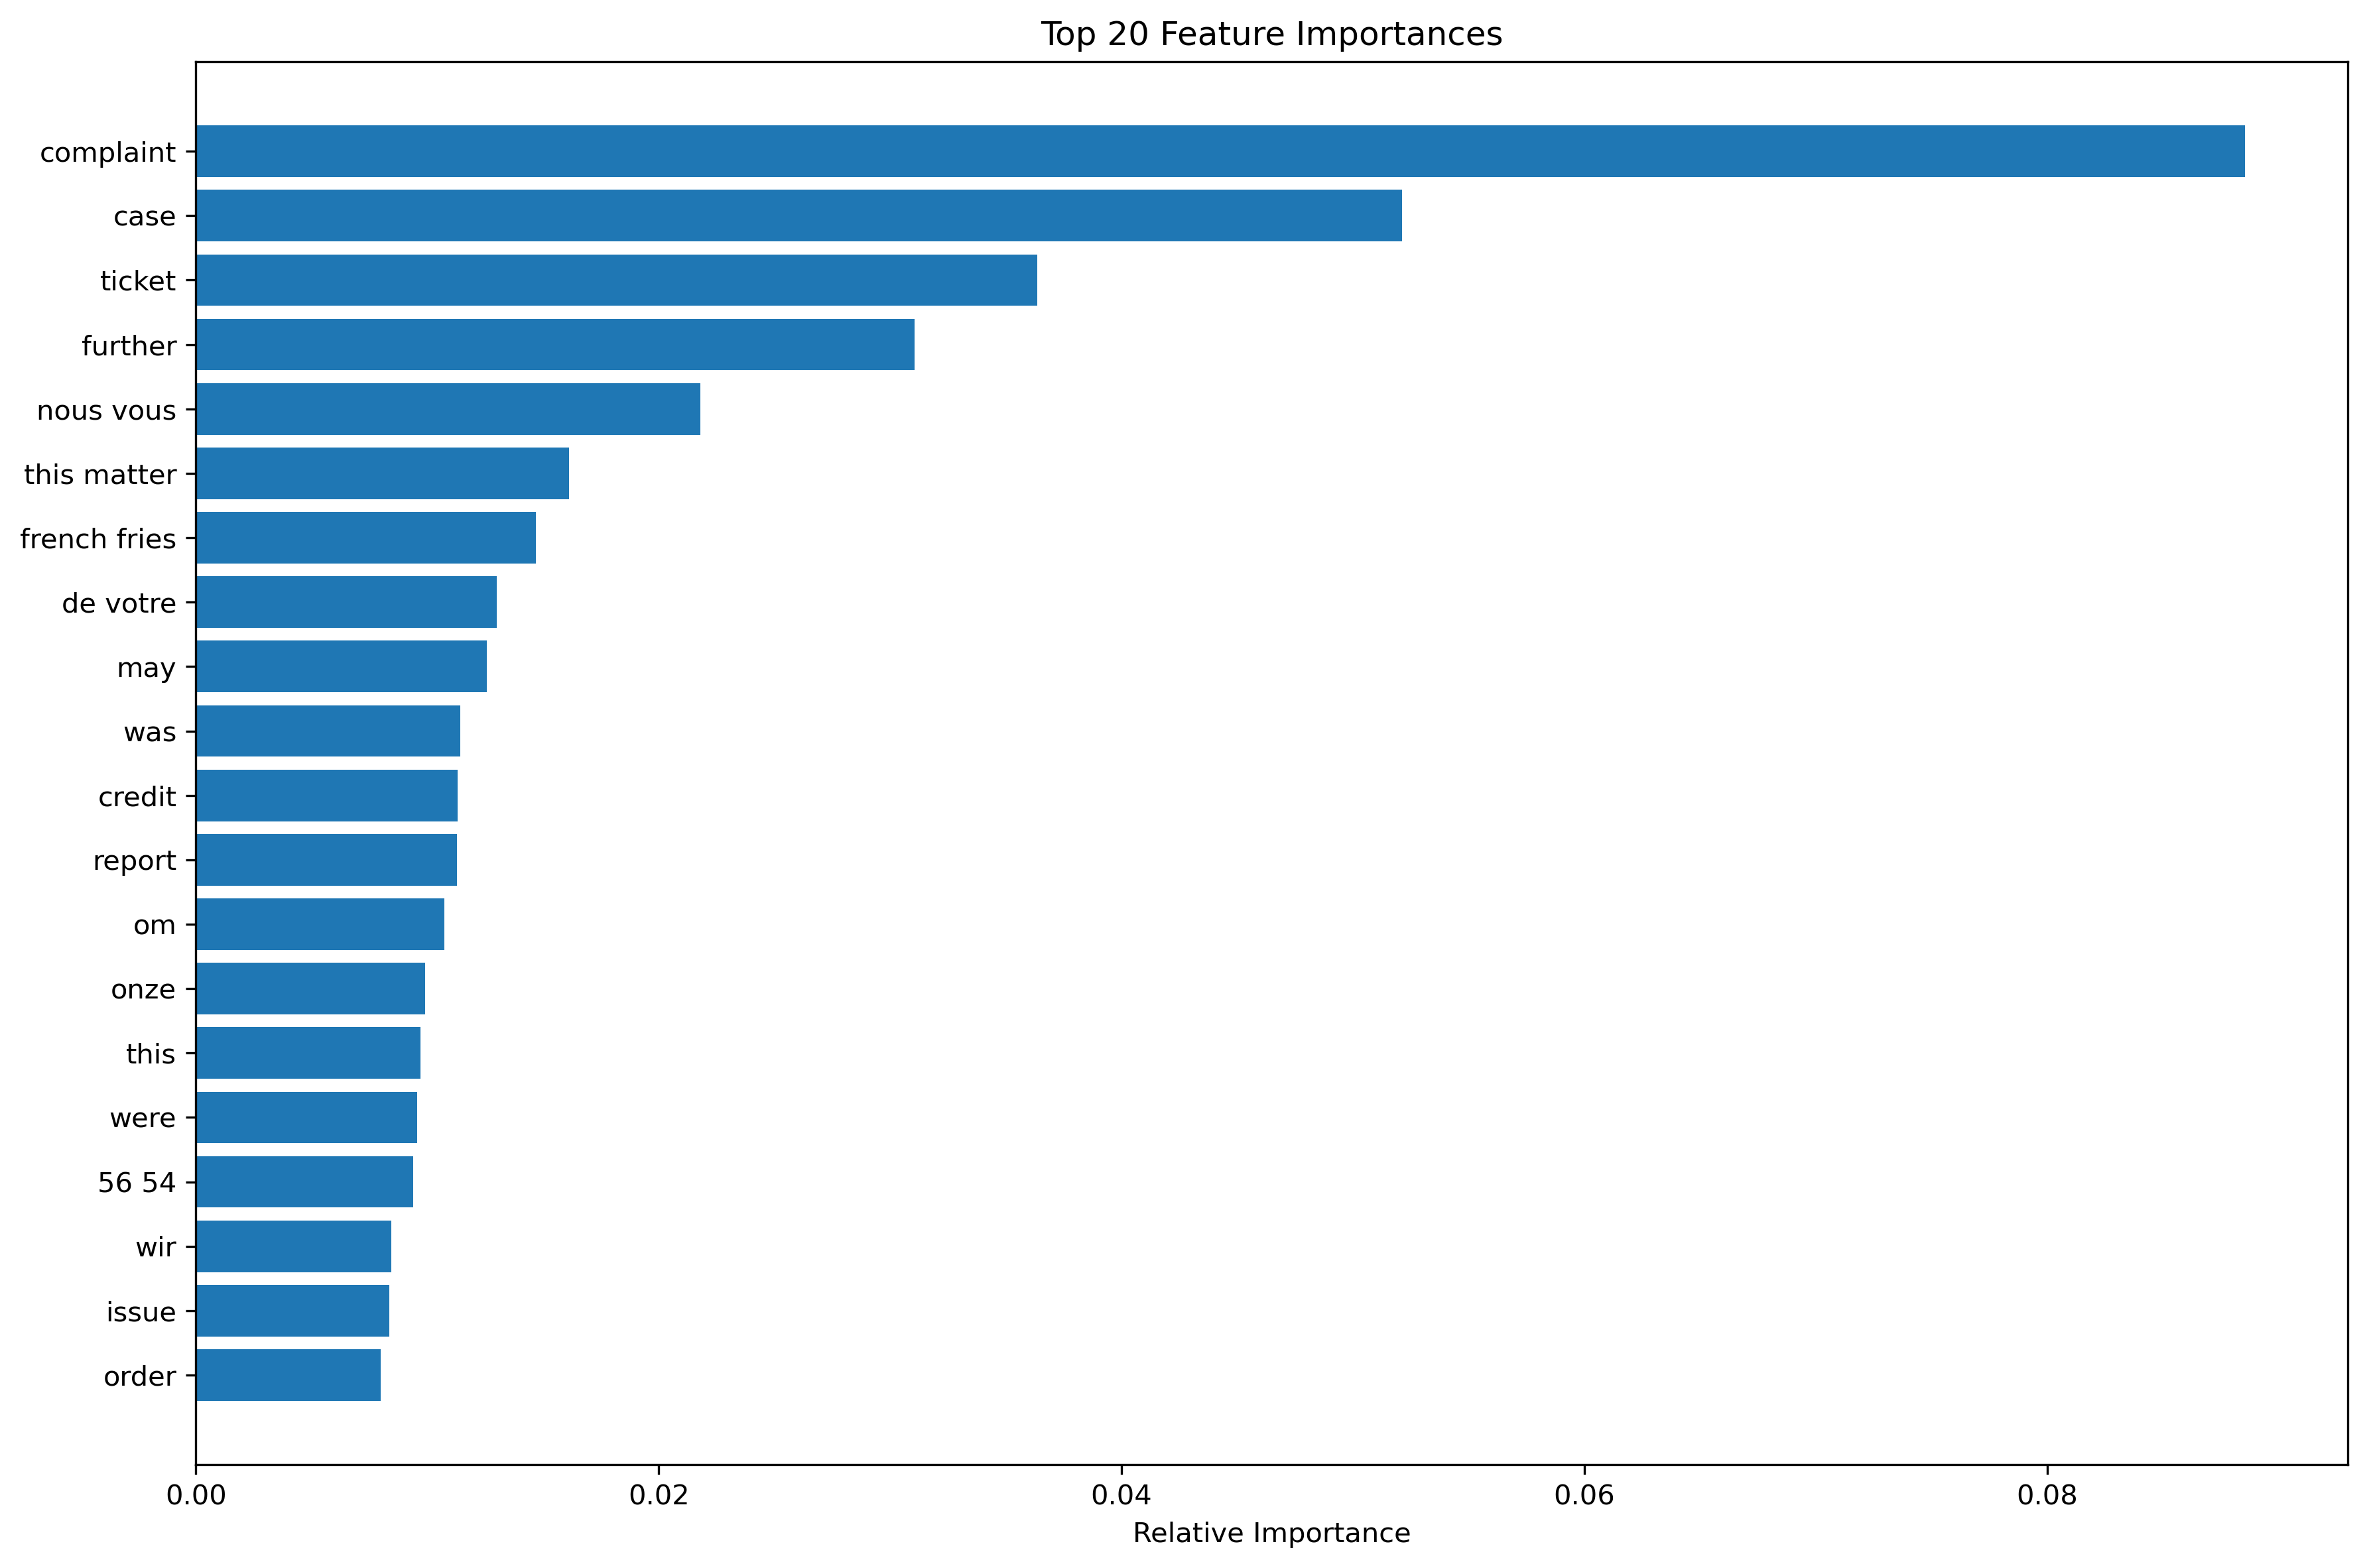 Top 20 Feature Importances
complaint
case
ticket
further
nous vous
this matter
french fries
de votre
may
was
credit
report
om
onze
this
were
56 54
wir
issue
order
0.00 0.02 0.04 0.06 0.08
Relative Importance